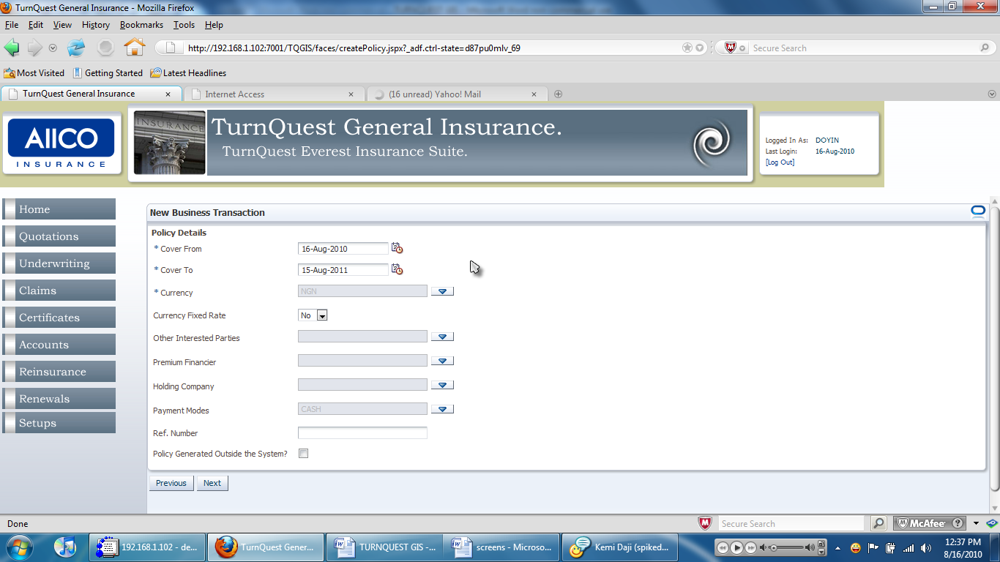 TurnQuest General Insurance - Mozilla Firefox
File Edit View History Bookmarks Tools Help
http://192.168.1.102:7001/TQGIS/faces/createPolicy.jspx?_adf.ctrl-state=d87pu0mlv_69
Secure Search
Most Visited Getting Started Latest Headlines
TurnQuest General Insurance Internet Access (16 unread) Yahoo! Mail
AIICO
INSURANCE
INSURANCE
TurnQuest General Insurance.
TurnQuest Everest Insurance Suite.
Logged In As: DOYIN
Last Login: 16-Aug-2010
[Log Out]
Home
Quotations
Underwriting
Claims
Certificates
Accounts
Reinsurance
Renewals
Setups
New Business Transaction
Policy Details
* Cover From 16-Aug-2010
* Cover To 15-Aug-2011
* Currency NGN
Currency Fixed Rate No
Other Interested Parties
Premium Financier
Holding Company
Payment Modes CASH
Ref. Number
Policy Generated Outside the System?
Previous Next
Done
Secure Search
McAfee
192.168.1.102 - de...
TurnQuest Gener...
TURNQUEST GIS -...
screens - Microso...
Kemi Daji (spiked...
12:37 PM
8/16/2010